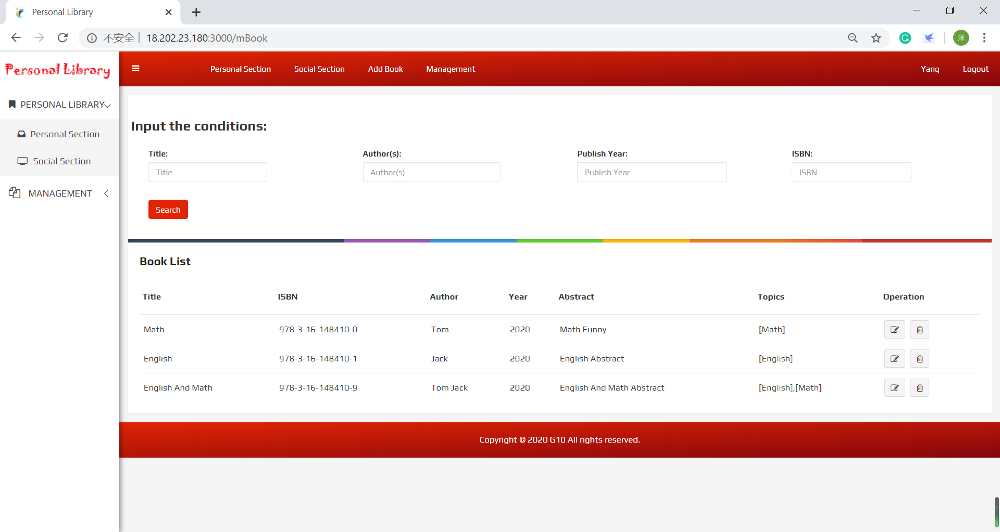 Personal Library
不安全 18.202.23.180:3000/mBook
洋
Personal Library
Personal Section Social Section Add Book Management Yang Logout
PERSONAL LIBRARY
Personal Section
Social Section
MANAGEMENT
Input the conditions:
Title: Author(s): Publish Year: ISBN:
Title Author(s) Publish Year ISBN
Search
Book List
Title ISBN Author Year Abstract Topics Operation
Math 978-3-16-148410-0 Tom 2020 Math Funny [Math]
English 978-3-16-148410-1 Jack 2020 English Abstract [English]
English And Math 978-3-16-148410-9 Tom Jack 2020 English And Math Abstract [English],[Math]
Copyright © 2020 G10 All rights reserved.